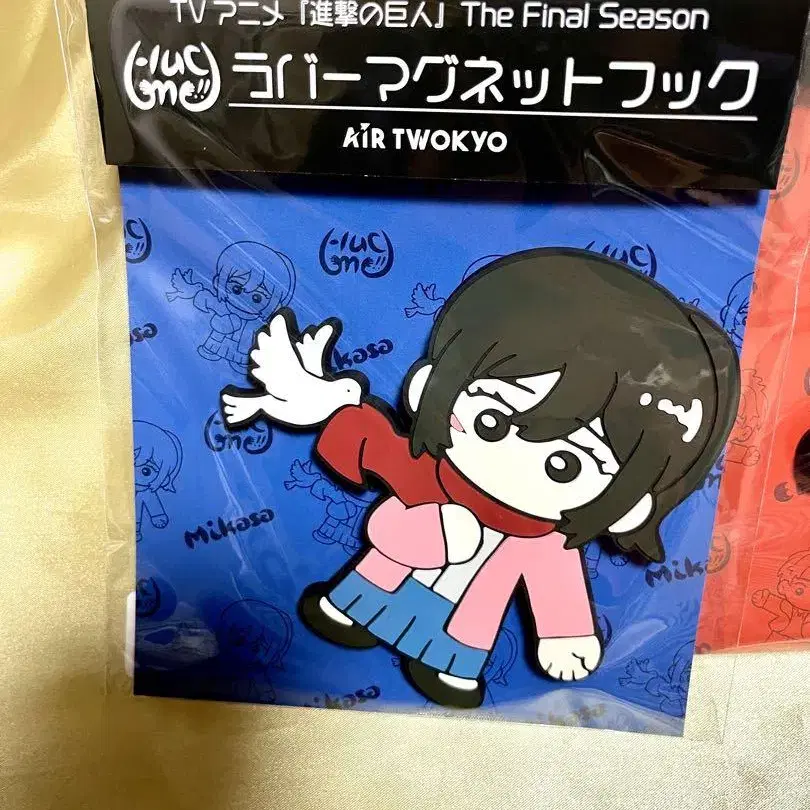 TVアニメ『進撃の巨人』The Final Season
ラバーマグネットフック
AiR TWOKYO
Mikasa
Mikasa
Mikasa